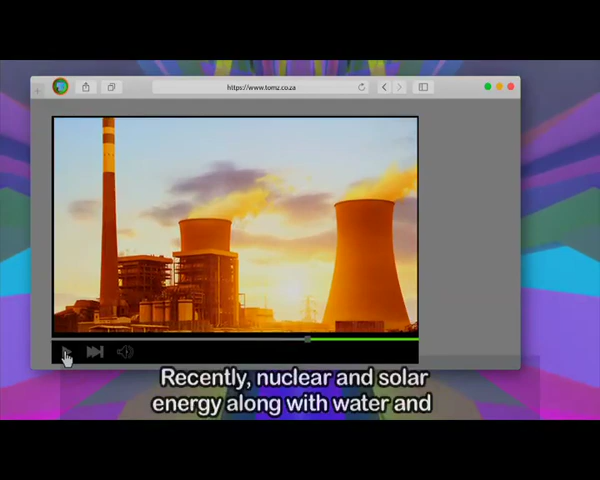 https://www.tomz.co.za
Recently, nuclear and solar
energy along with water and